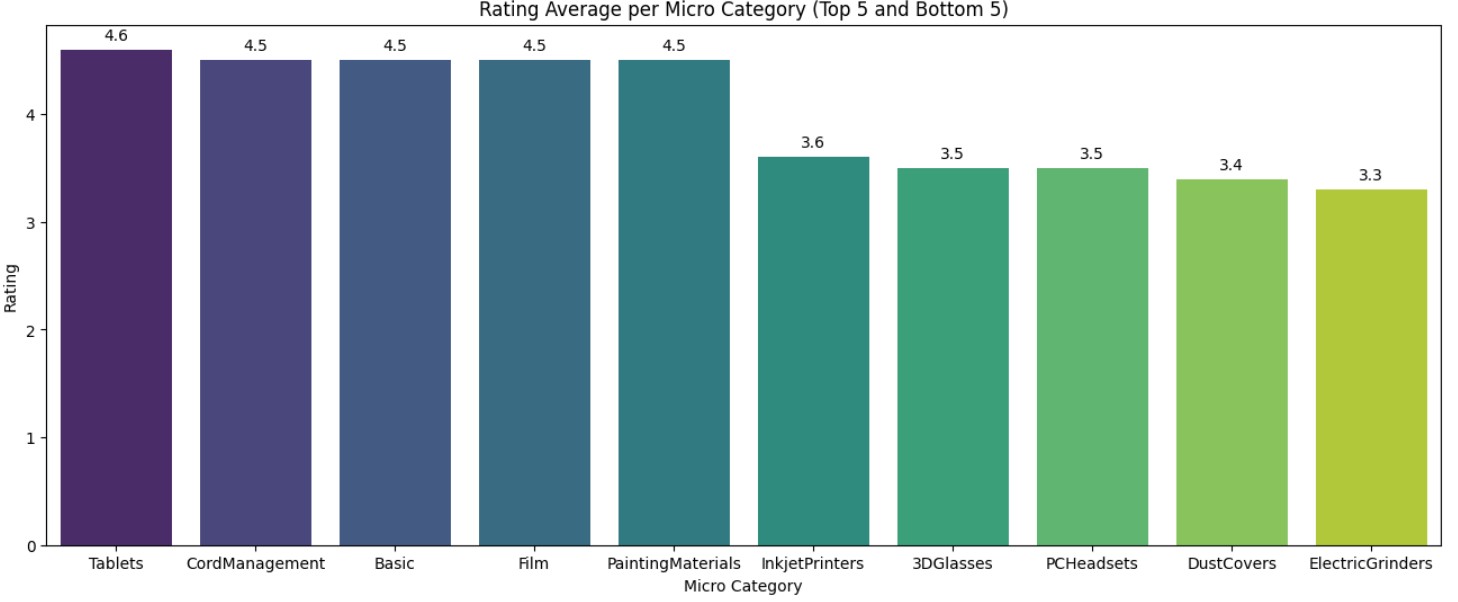 Rating Average per Micro Category (Top 5 and Bottom 5)
4.6
4.5
4.5
4.5
4.5
3.6
3.5
3.5
3.4
3.3
4
3
2
1
0
Rating
Tablets
CordManagement
Basic
Film
PaintingMaterials
InkjetPrinters
3DGlasses
PCHeadsets
DustCovers
ElectricGrinders
Micro Category